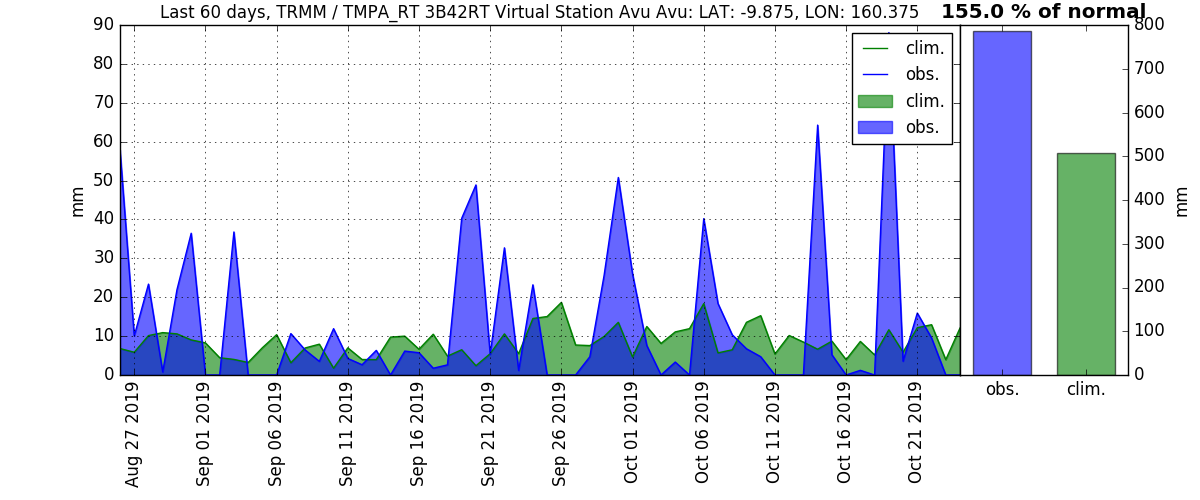 Last 60 days, TRMM / TMPA_RT 3B42RT Virtual Station Avu Avu: LAT: -9.875, LON: 160.375
155.0 % of normal
90
80
70
60
50
40
30
20
10
0
mm
clim.
obs.
clim.
obs.
Aug 27 2019
Sep 01 2019
Sep 06 2019
Sep 11 2019
Sep 16 2019
Sep 21 2019
Sep 26 2019
Oct 01 2019
Oct 06 2019
Oct 11 2019
Oct 16 2019
Oct 21 2019
800
700
600
500
400
300
200
100
0
mm
obs.
clim.